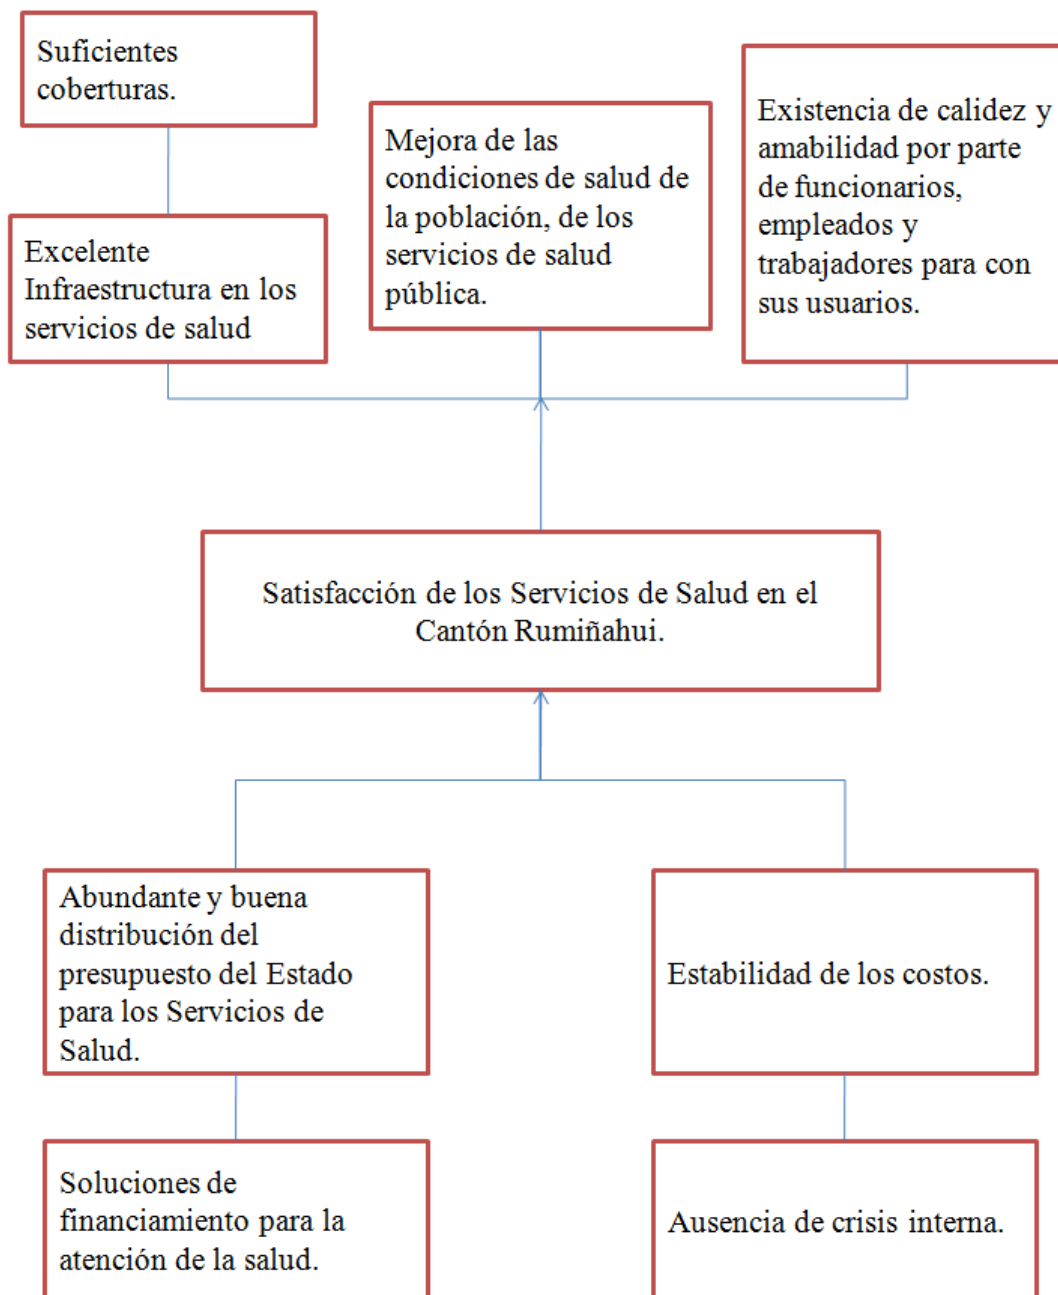 Suficientes
coberturas.
Mejora de las
condiciones de salud de
la población, de los
servicios de salud
pública.
Existencia de calidez y
amabilidad por parte
de funcionarios,
empleados y
trabajadores para con
sus usuarios.
Excelente
Infraestructura en los
servicios de salud
Satisfacción de los Servicios de Salud en el
Cantón Rumiñahui.
Abundante y buena
distribución del
presupuesto del Estado
para los Servicios de
Salud.
Estabilidad de los costos.
Soluciones de
financiamiento para la
atención de la salud.
Ausencia de crisis interna.